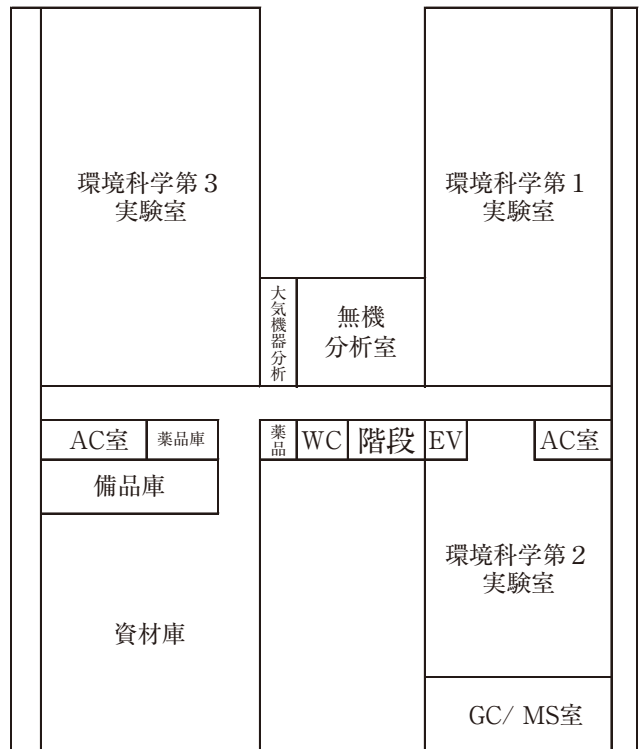 環境科学第３
実験室
環境科学第１
実験室
大気機器分析
無機
分析室
AC室
薬品庫
薬品
WC
階段
EV
AC室
備品庫
環境科学第２
実験室
資材庫
GC/ MS室